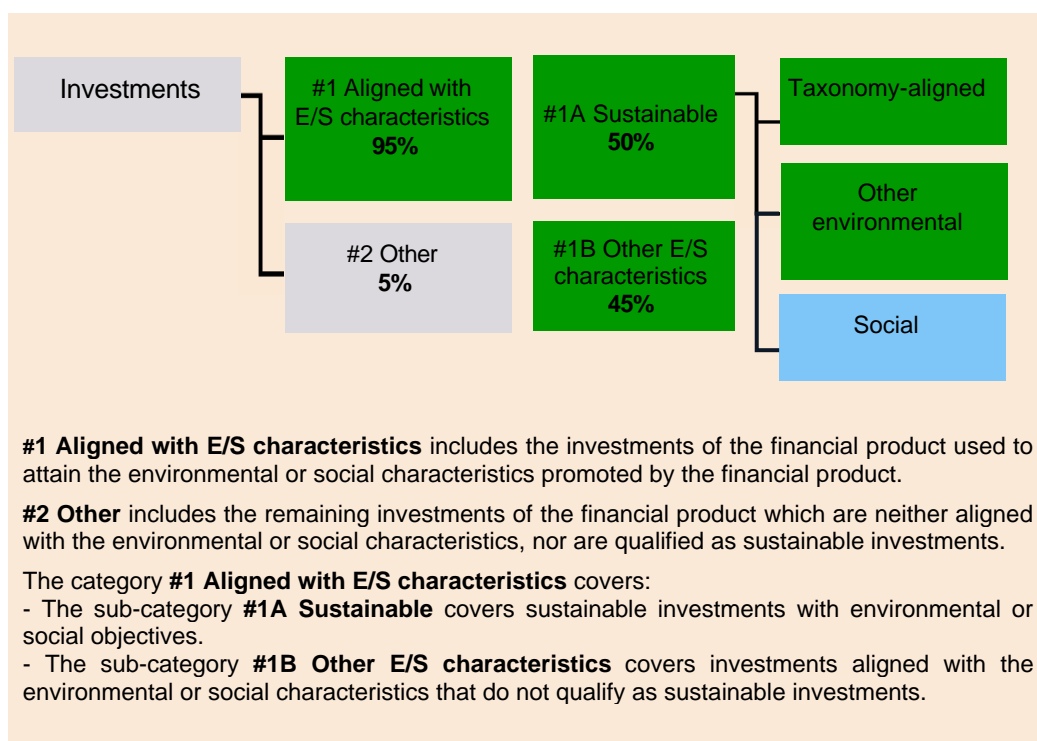 Investments
#1 Aligned with
E/S characteristics
95%
#2 Other
5%
#1A Sustainable
50%
#1B Other E/S
characteristics
45%
Taxonomy-aligned
Other
environmental
Social
#1 Aligned with E/S characteristics includes the investments of the financial product used to
attain the environmental or social characteristics promoted by the financial product.
#2 Other includes the remaining investments of the financial product which are neither aligned
with the environmental or social characteristics, nor are qualified as sustainable investments.
The category #1 Aligned with E/S characteristics covers:
- The sub-category #1A Sustainable covers sustainable investments with environmental or
social objectives.
- The sub-category #1B Other E/S characteristics covers investments aligned with the
environmental or social characteristics that do not qualify as sustainable investments.